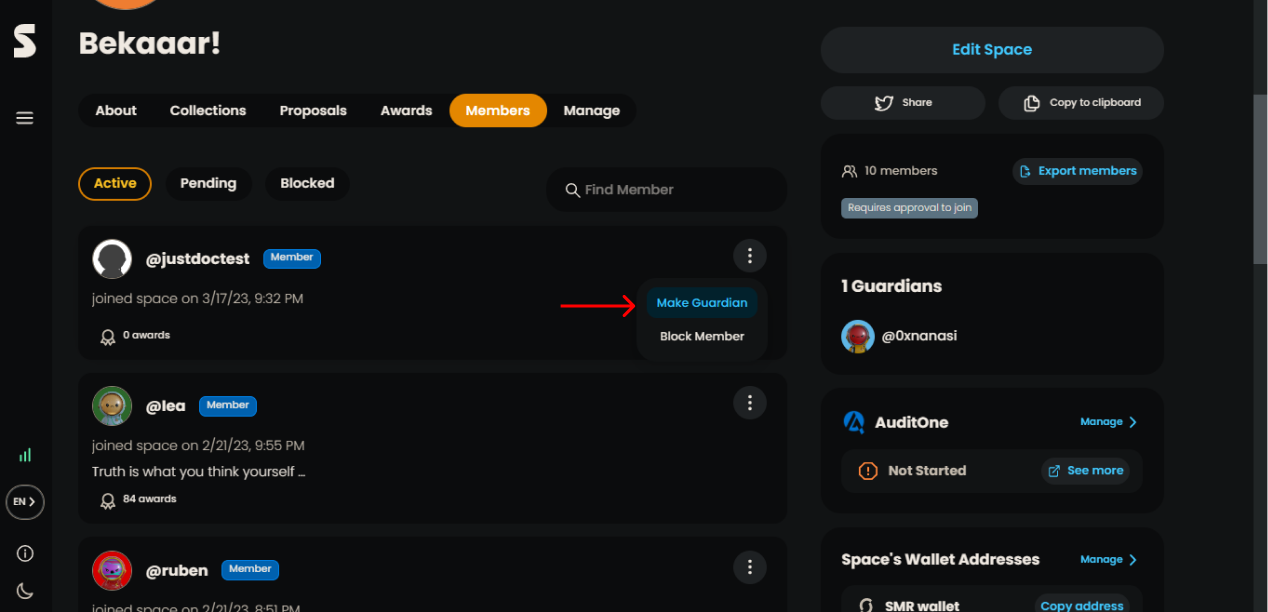 Bekaaar!
About Collections Proposals Awards Members Manage
Active Pending Blocked
Find Member
@justdoctest Member
joined space on 3/17/23, 9:32 PM
0 awards
Make Guardian
Block Member
@lea Member
joined space on 2/21/23, 9:55 PM
Truth is what you think yourself ...
84 awards
@ruben Member
joined space on 2/21/23, 8:51 PM
EN
Edit Space
Share Copy to clipboard
10 members Export members
Requires approval to join
1 Guardians
@0xnanasi
AuditOne Manage
Not Started See more
Space's Wallet Addresses Manage
SMR wallet Copy address